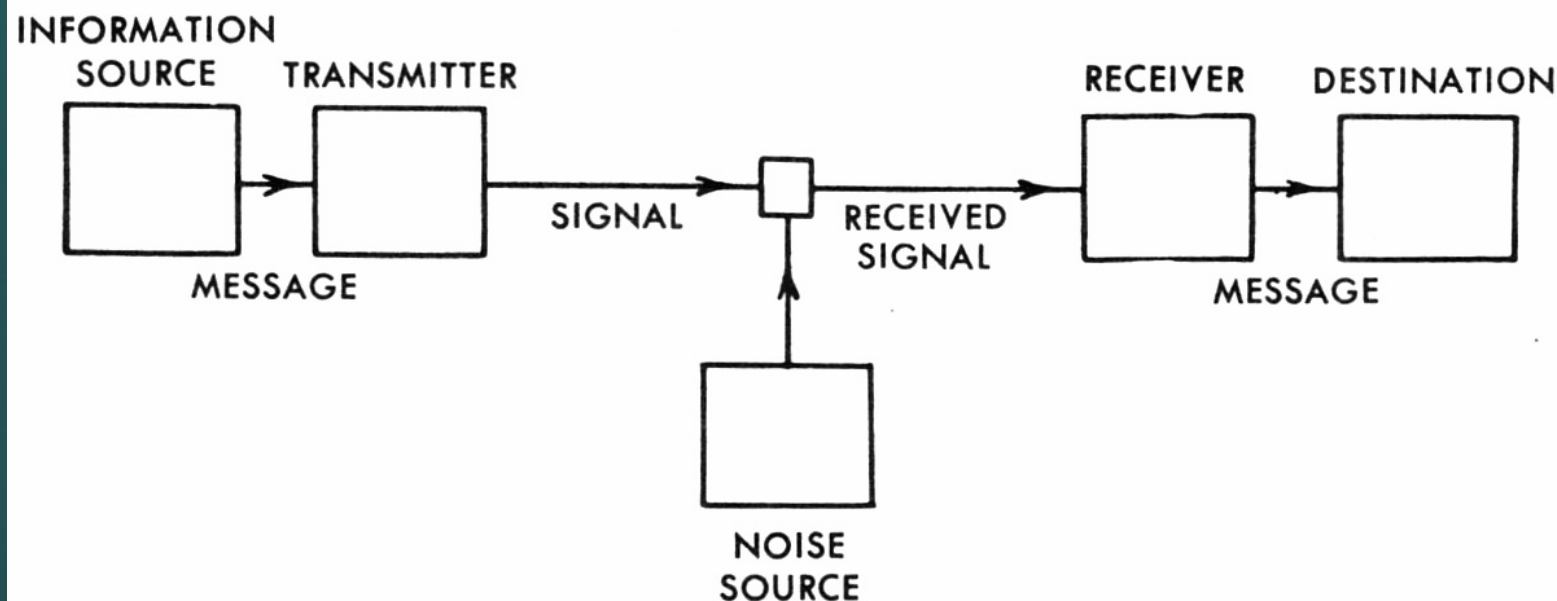 INFORMATION
SOURCE
TRANSMITTER
RECEIVER
DESTINATION
SIGNAL
RECEIVED
SIGNAL
MESSAGE
MESSAGE
NOISE
SOURCE